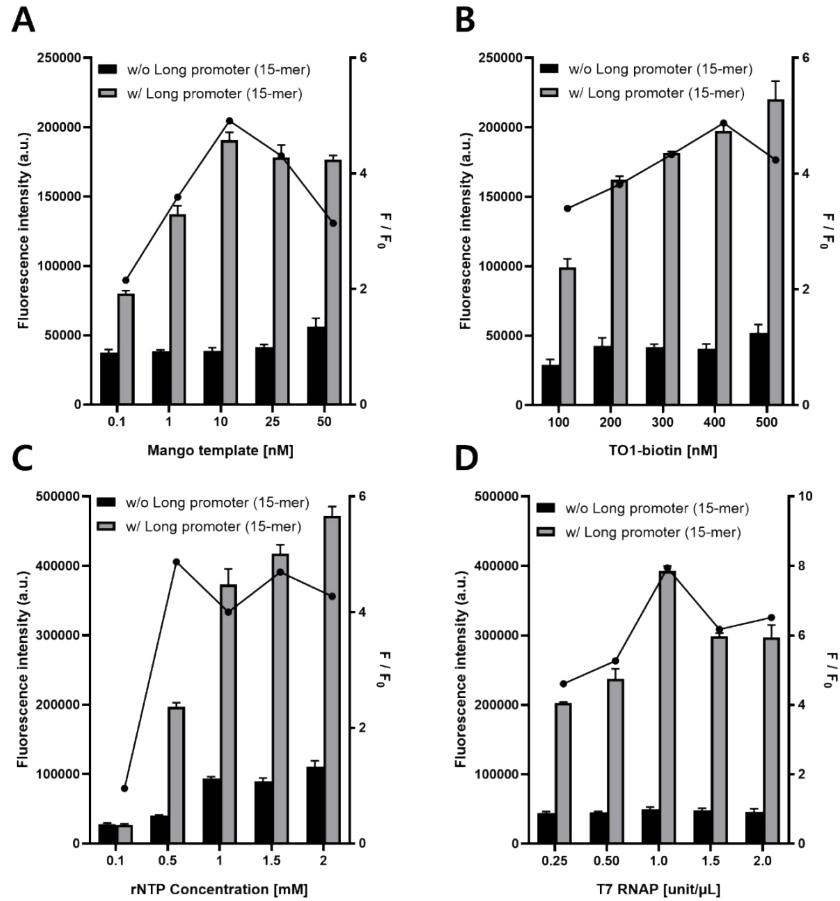 A
250000
200000
150000
100000
50000
0
w/o Long promoter (15-mer)
w/ Long promoter (15-mer)
6
4
2
0
Fluorescence intensity (a.u.)
F / F0
0.1 1 10 25 50
Mango template [nM]
B
250000
200000
150000
100000
50000
0
w/o Long promoter (15-mer)
w/ Long promoter (15-mer)
6
4
2
0
Fluorescence intensity (a.u.)
F / F0
100 200 300 400 500
TO1-biotin [nM]
C
500000
400000
300000
200000
100000
0
w/o Long promoter (15-mer)
w/ Long promoter (15-mer)
6
4
2
0
Fluorescence intensity (a.u.)
F / F0
0.1 0.5 1 1.5 2
rNTP Concentration [mM]
D
500000
400000
300000
200000
100000
0
w/o Long promoter (15-mer)
w/ Long promoter (15-mer)
10
8
6
4
2
0
Fluorescence intensity (a.u.)
F / F0
0.25 0.50 1.0 1.5 2.0
T7 RNAP [unit/µL]